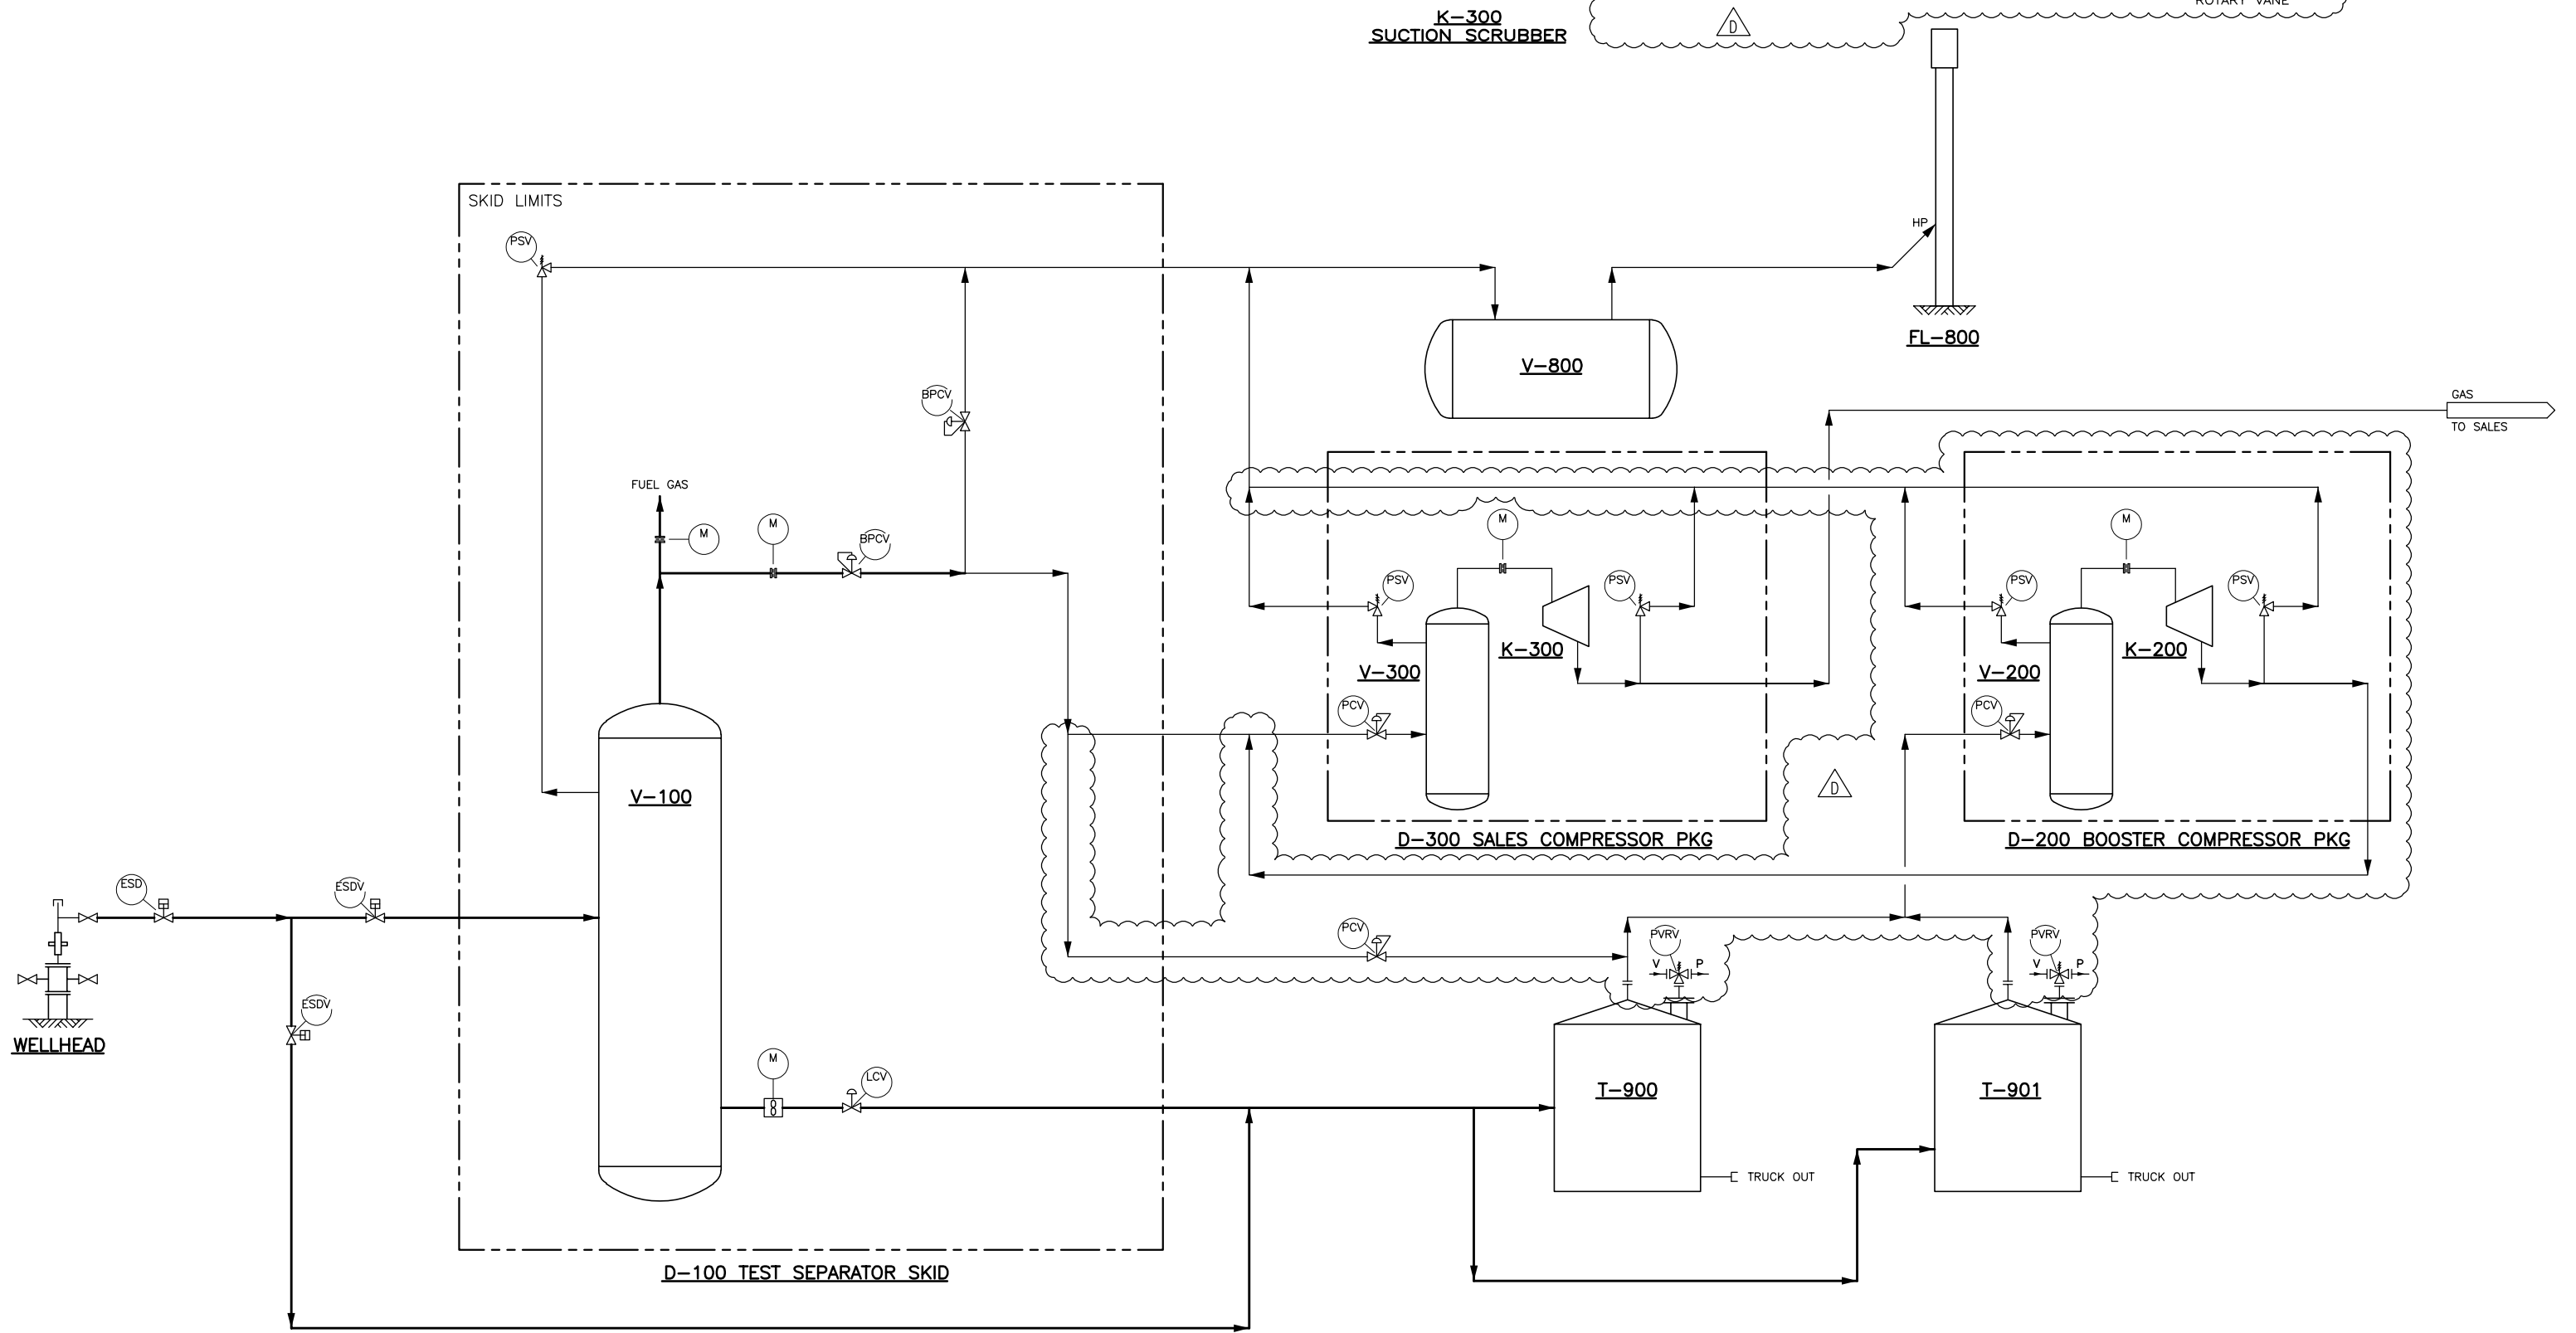 K-300
SUCTION SCRUBBER
D
ROTARY VANE
SKID LIMITS
PSV
HP
FL-800
V-800
BPCV
GAS
TO SALES
FUEL GAS
M
M
BPCV
M
M
PSV
PSV
PSV
PSV
V-300
K-300
V-200
K-200
PCV
PCV
V-100
D
D-300 SALES COMPRESSOR PKG
D-200 BOOSTER COMPRESSOR PKG
ESD
ESDV
PCV
PVRV
PVRV
V
P
V
P
ESDV
WELLHEAD
M
LCV
T-900
T-901
TRUCK OUT
TRUCK OUT
D-100 TEST SEPARATOR SKID